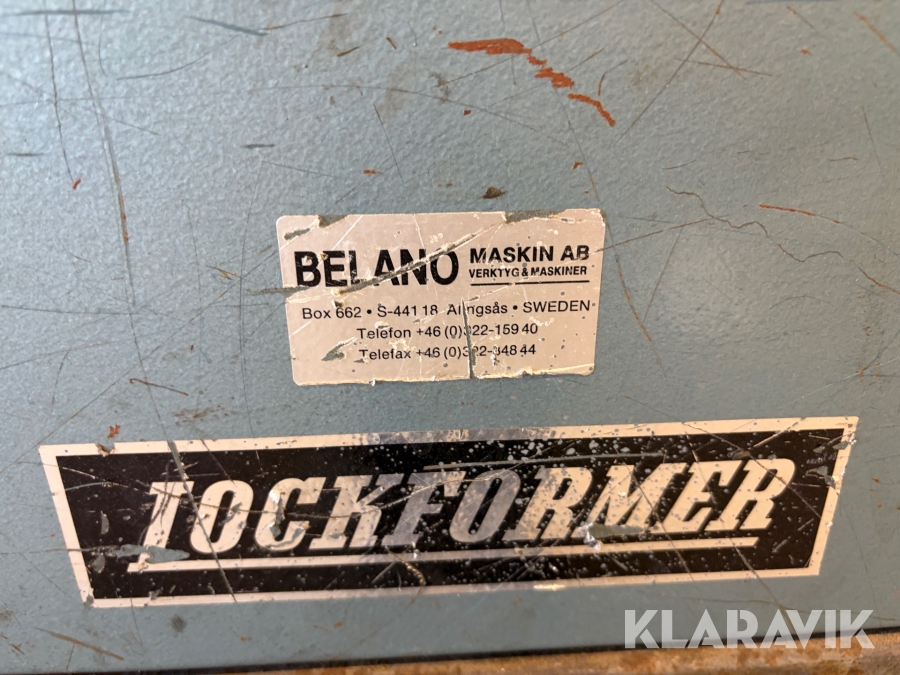 BELANO MASKIN AB
VERKTYG & MASKINER
Box 662 • S-441 18 Alingsås • SWEDEN
Telefon +46 (0)322-159 40
Telefax +46 (0)322-348 44
LOCKFORMER
KLARAVIK